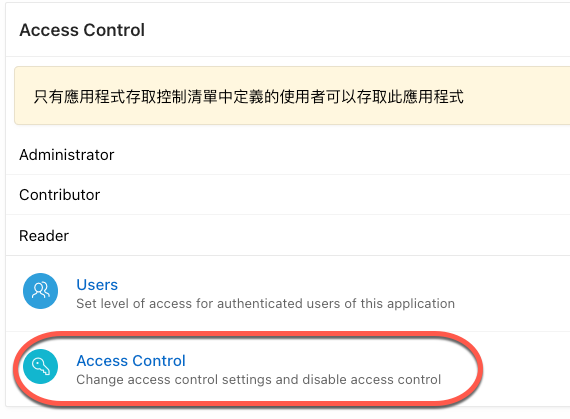 Access Control
只有應用程式存取控制清單中定義的使用者可以存取此應用程式
Administrator
Contributor
Reader
Users
Set level of access for authenticated users of this application
Access Control
Change access control settings and disable access control